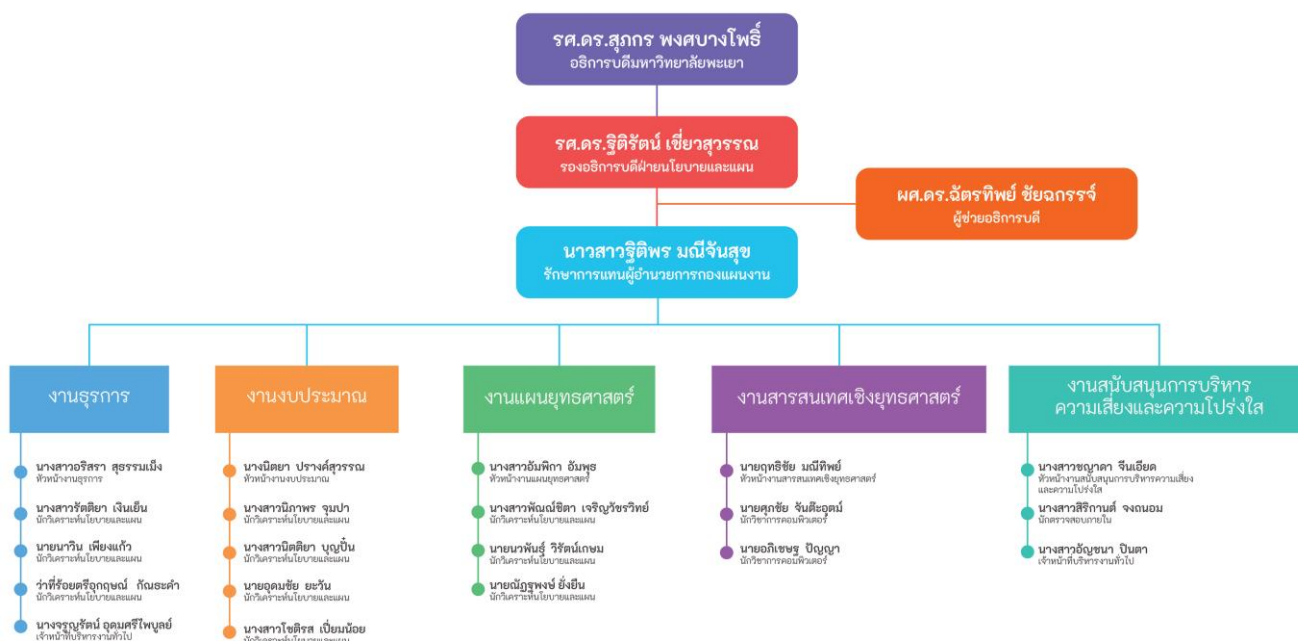 รศ.ดร.สุภกร พงศบางโพธิ์
อธิการบดีมหาวิทยาลัยพะเยา
รศ.ดร.ฐิติรัตน์ เชี่ยวสุวรรณ
รองอธิการบดีฝ่ายนโยบายและแผน
ผศ.ดร.ฉัตรทิพย์ ชัยฉกรรจ์
ผู้ช่วยอธิการบดี
นาวสาวฐิติพร มณีจันสุข
รักษาการแทนผู้อำนวยการกองแผนงาน
งานธุรการ
นางสาวอริสรา สุธรรมเม็ง
หัวหน้างานธุรการ
นางสาวรัตติยา เงินเย็น
นักวิเคราะห์นโยบายและแผน
นายนาวิน เพียงแก้ว
นักวิเคราะห์นโยบายและแผน
ว่าที่ร้อยตรีอุกฤษณ์ กัณธะคำ
นักวิเคราะห์นโยบายและแผน
นางจรูญรัตน์ อุดมศรีไพบูลย์
เจ้าหน้าที่บริหารงานทั่วไป
งานงบประมาณ
นางนิตยา ปรางค์สุวรรณ
หัวหน้างานงบประมาณ
นางสาวนิภาพร จุมปา
นักวิเคราะห์นโยบายและแผน
นางสาวนิตติยา บุญปั๋น
นักวิเคราะห์นโยบายและแผน
นายอุดมชัย ยะวัน
นักวิเคราะห์นโยบายและแผน
นางสาวโชติรส เปี่ยมน้อย
นักวิเคราะห์นโยบายและแผน
งานแผนยุทธศาสตร์
นางสาวอัมพิกา อัมพุธ
หัวหน้างานแผนยุทธศาสตร์
นางสาวพัณณ์ชิตา เจริญวัชรวิทย์
นักวิเคราะห์นโยบายและแผน
นายนวพันธุ์ วิรัตน์เกษม
นักวิเคราะห์นโยบายและแผน
นายณัฏฐพงษ์ ยั่งยืน
นักวิเคราะห์นโยบายและแผน
งานสารสนเทศเชิงยุทธศาสตร์
นายฤทธิชัย มณีทิพย์
หัวหน้างานสารสนเทศเชิงยุทธศาสตร์
นายศุภชัย จันต๊ะอุตม์
นักวิชาการคอมพิวเตอร์
นายอภิเชษฐ ปัญญา
นักวิชาการคอมพิวเตอร์
งานสนับสนุนการบริหาร
ความเสี่ยงและความโปร่งใส
นางสาวชญาดา จีนเอียด
หัวหน้างานสนับสนุนการบริหารความเสี่ยง
และความโปร่งใส
นางสาวสิริกานต์ จงถนอม
นักตรวจสอบภายใน
นางสาวอัญชนา ปินตา
เจ้าหน้าที่บริหารงานทั่วไป